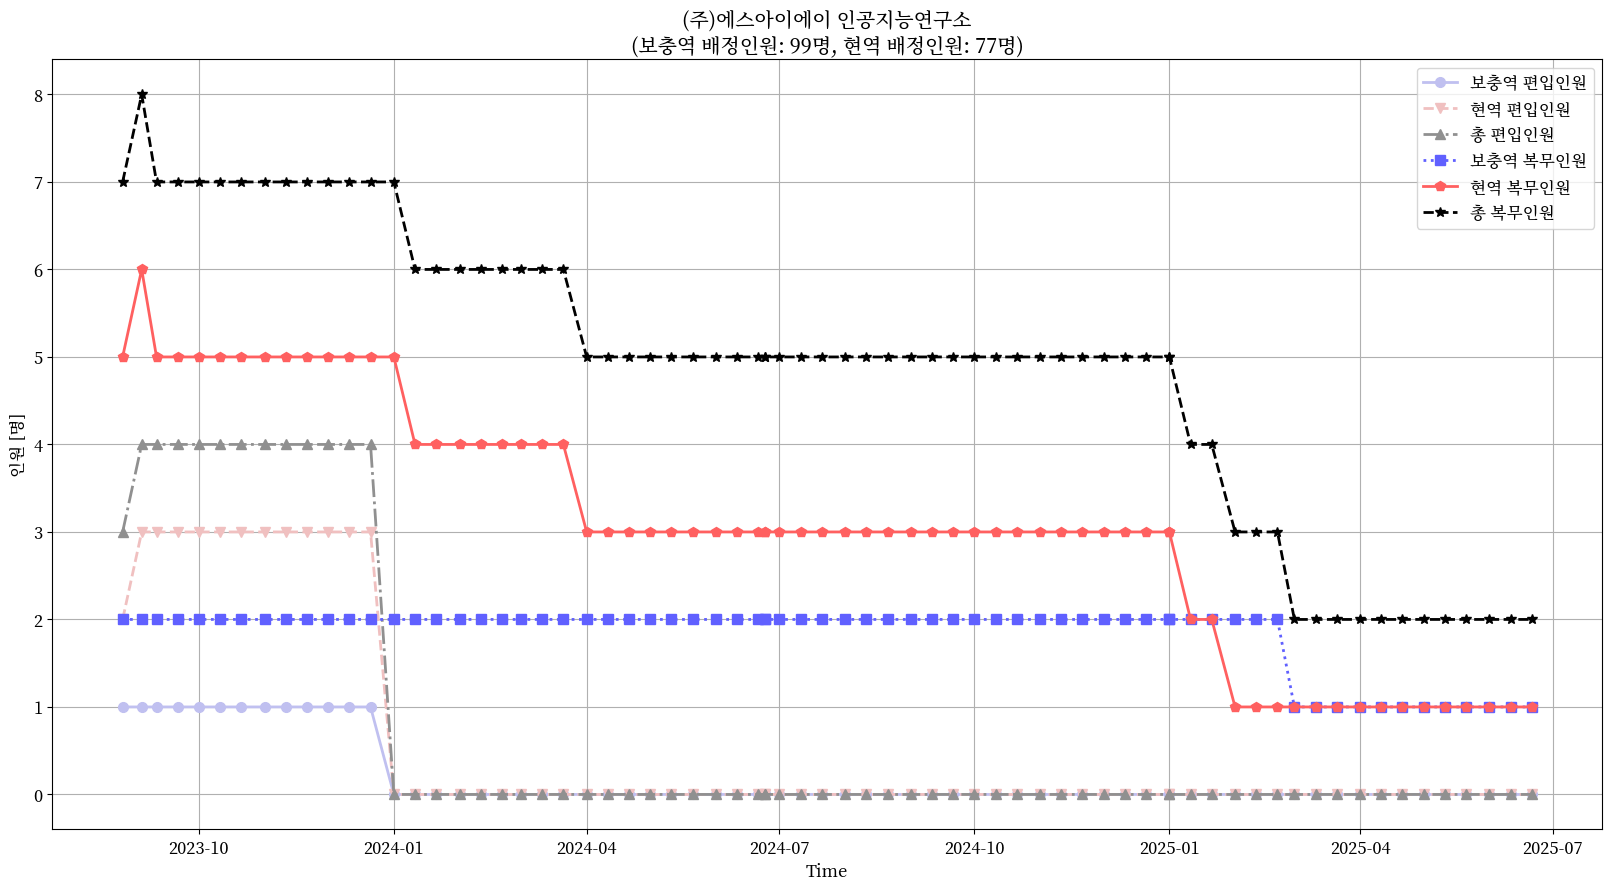 (주)에스아이에이 인공지능연구소
(보충역 배정인원: 99명, 현역 배정인원: 77명)
보충역 편입인원
현역 편입인원
총 편입인원
보충역 복무인원
현역 복무인원
총 복무인원
인원 [명]
8
7
6
5
4
3
2
1
0
2023-10
2024-01
2024-04
2024-07
2024-10
2025-01
2025-04
2025-07
Time